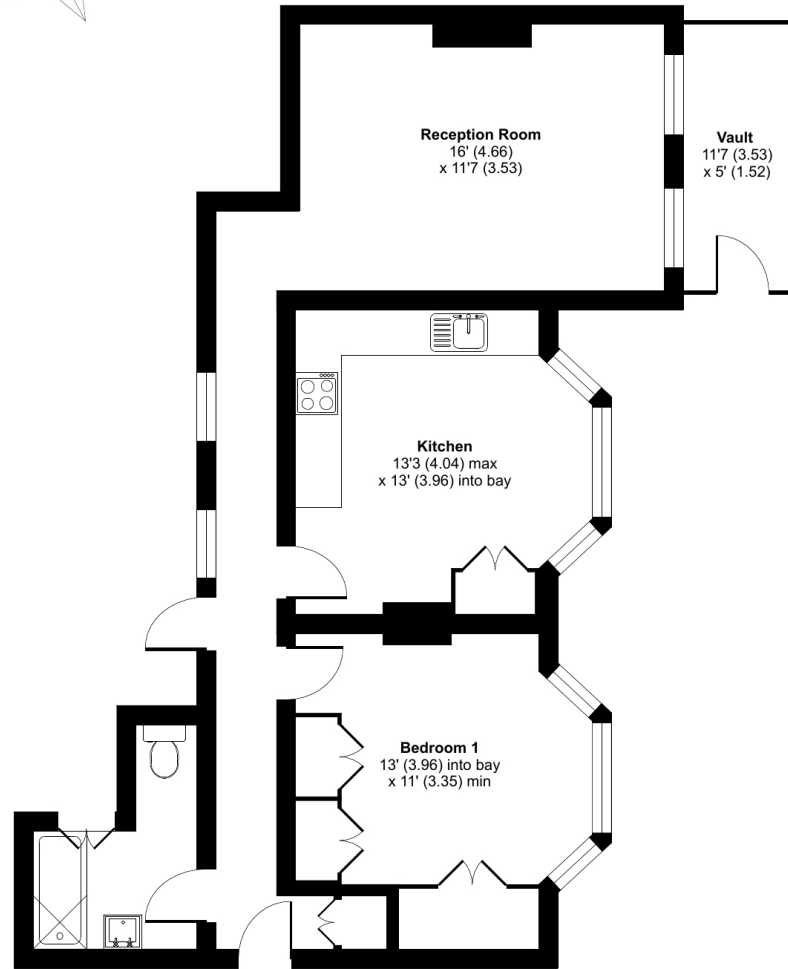 Reception Room
16' (4.66)
x 11'7 (3.53)
Vault
11'7 (3.53)
x 5' (1.52)
Kitchen
13'3 (4.04) max
x 13' (3.96) into bay
Bedroom 1
13' (3.96) into bay
x 11' (3.35) min